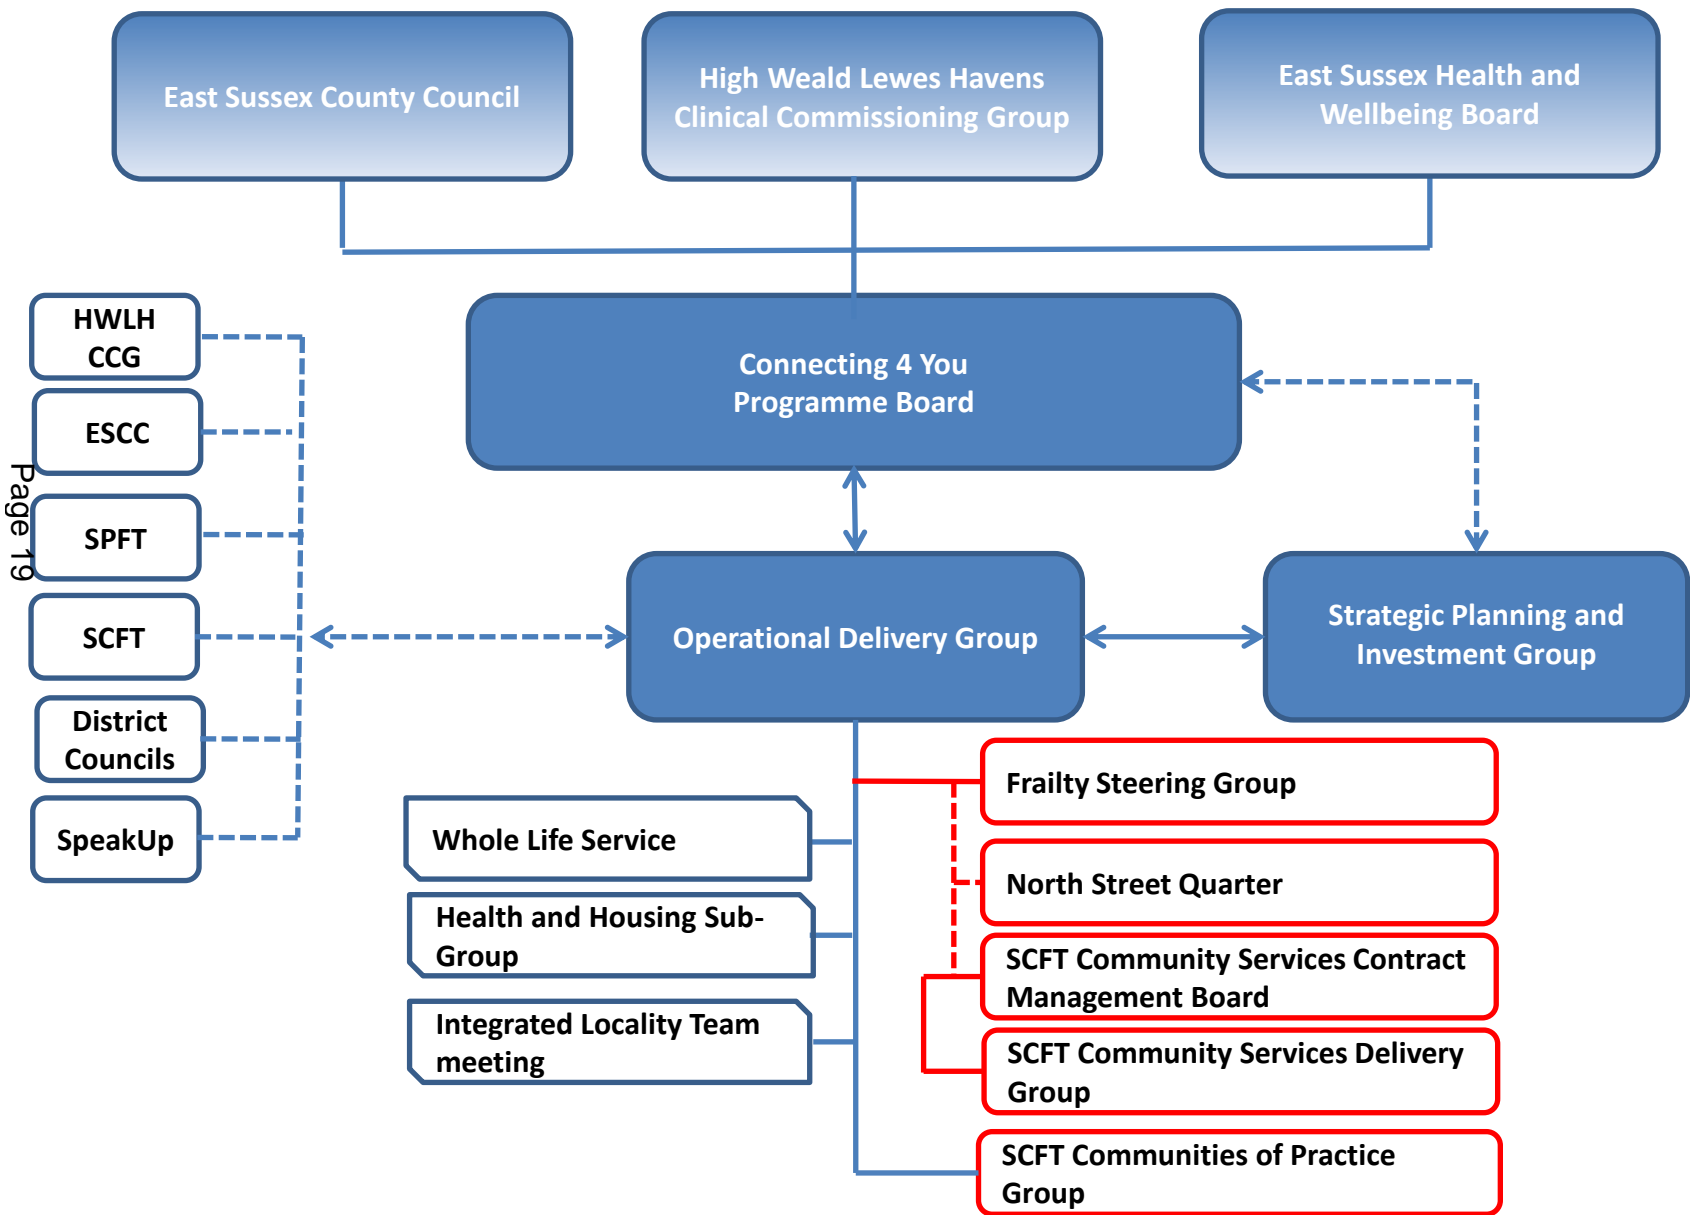 East Sussex County Council
High Weald Lewes Havens
Clinical Commissioning Group
East Sussex Health and
Wellbeing Board
Connecting 4 You
Programme Board
HWLH
CCG
ESCC
SPFT
SCFT
District
Councils
SpeakUp
Page 19
Operational Delivery Group
Strategic Planning and
Investment Group
Whole Life Service
Health and Housing Sub-
Group
Integrated Locality Team
meeting
Frailty Steering Group
North Street Quarter
SCFT Community Services Contract
Management Board
SCFT Community Services Delivery
Group
SCFT Communities of Practice
Group